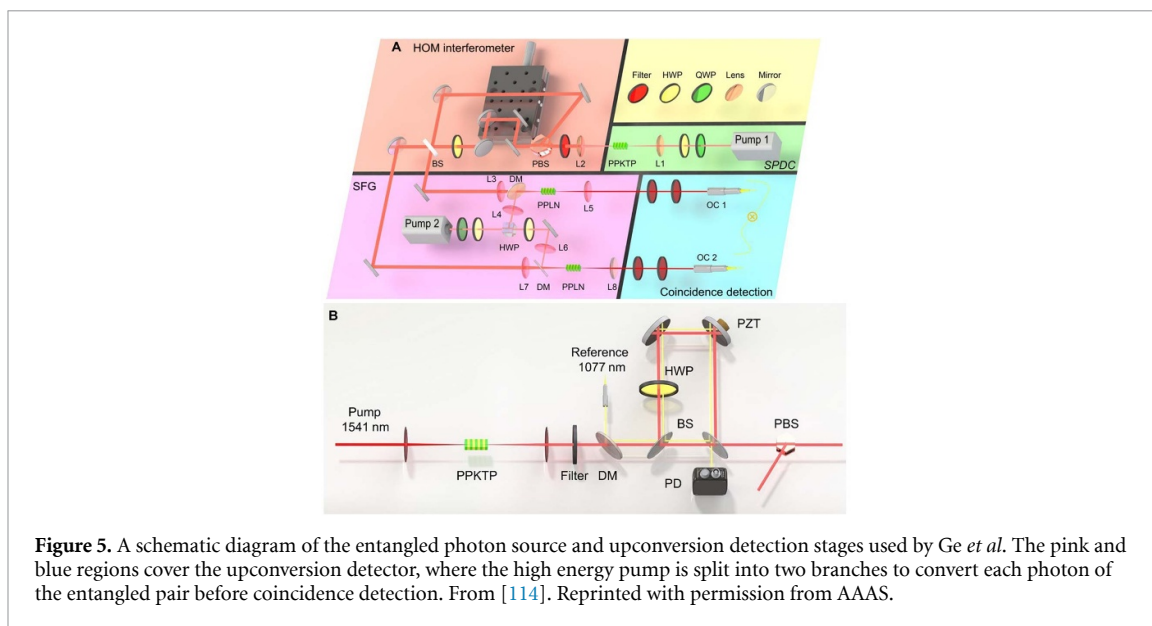 A HOM interferometer
Filter HWP QWP Lens Mirror
BS PBS L2 PPKTP L1 Pump 1
SPDC
SFG
L3 DM
PPLN L5 OC 1
L4
Pump 2
HWP L6
OC 2
L7 DM PPLN L8 Coincidence detection
B
PZT
Reference
1077 nm
HWP
Pump
1541 nm
BS PBS
PPKTP Filter DM PD
Figure 5. A schematic diagram of the entangled photon source and upconversion detection stages used by Ge et al. The pink and
blue regions cover the upconversion detector, where the high energy pump is split into two branches to convert each photon of
the entangled pair before coincidence detection. From [114]. Reprinted with permission from AAAS.